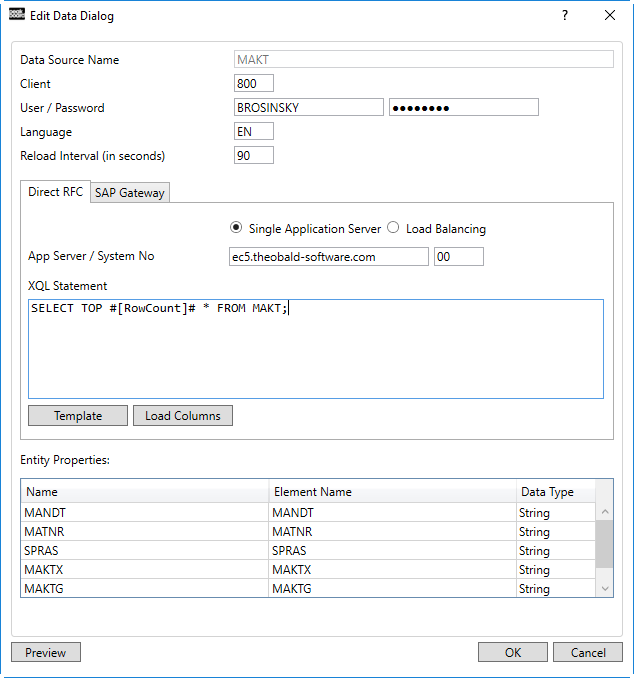 peak
board
Edit Data Dialog
?
Data Source Name MAKT
Client 800
User / Password BROSINSKY ●●●●●●●●
Language EN
Reload Interval (in seconds) 90
Direct RFC SAP Gateway
Single Application Server Load Balancing
App Server / System No ec5.theobald-software.com 00
XQL Statement
SELECT TOP #[RowCount]# * FROM MAKT;
Template Load Columns
Entity Properties:
Name Element Name Data Type
MANDT MANDT String
MATNR MATNR String
SPRAS SPRAS String
MAKTX MAKTX String
MAKTG MAKTG String
Preview OK Cancel